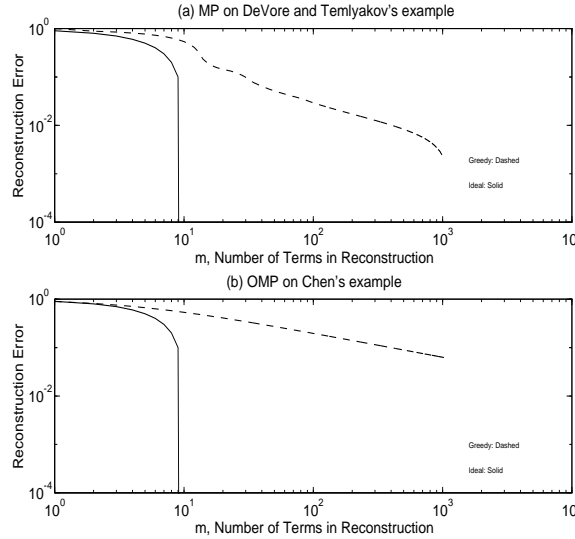 (a) MP on DeVore and Temlyakov's example
Reconstruction Error
10^0
10^-2
10^-4
Greedy: Dashed
Ideal: Solid
10^0 10^1 10^2 10^3 10
m, Number of Terms in Reconstruction
(b) OMP on Chen's example
Reconstruction Error
10^0
10^-2
10^-4
Greedy: Dashed
Ideal: Solid
10^0 10^1 10^2 10^3 10
m, Number of Terms in Reconstruction